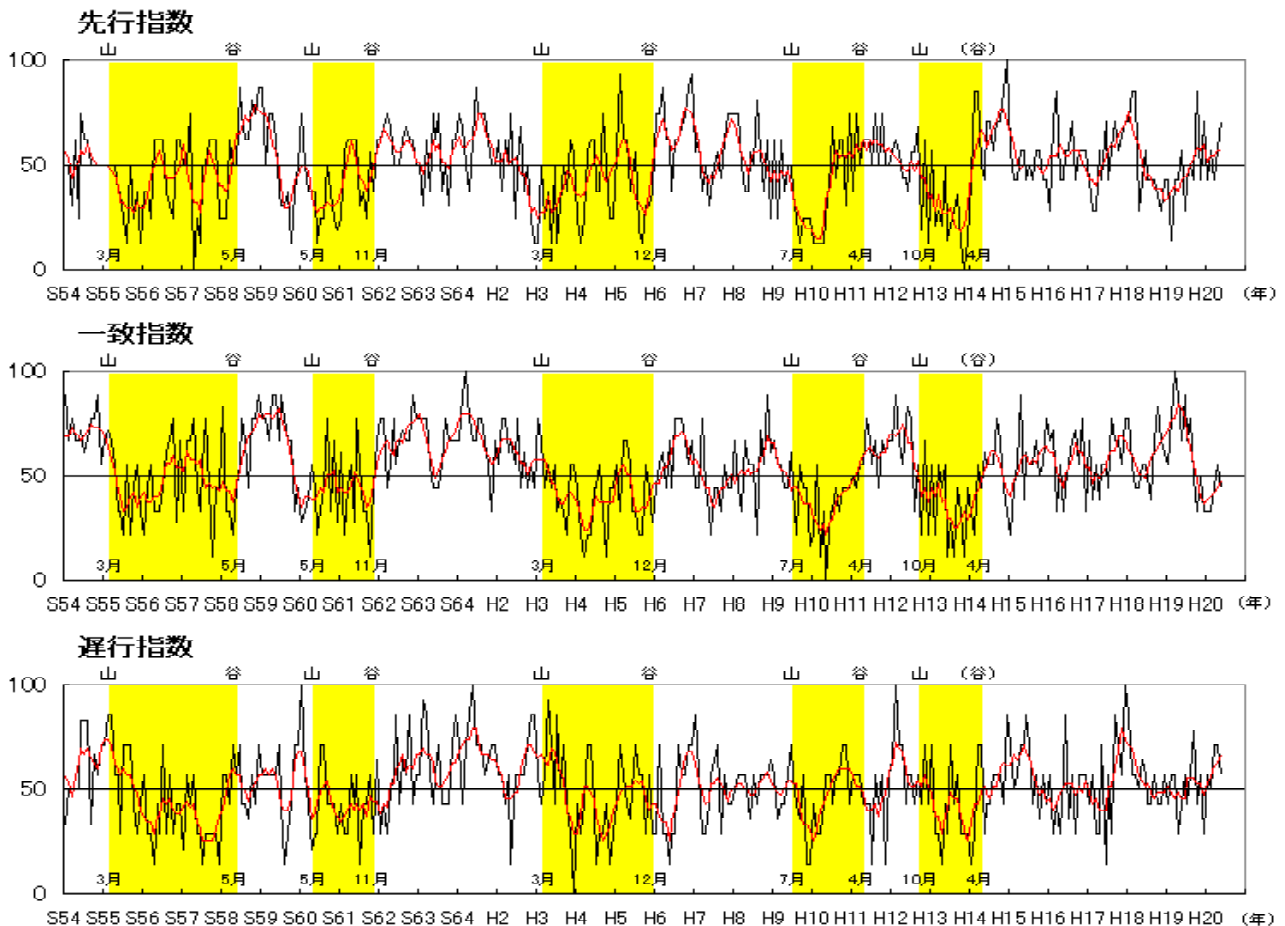 先行指数
山 谷 山 谷 山 谷 山 谷 山 (谷)
100
50
3月 5月 5月 11月 3月 12月 7月 4月 10月 4月
0
S54 S55 S56 S57 S58 S59 S60 S61 S62 S63 S64 H2 H3 H4 H5 H6 H7 H8 H9 H10 H11 H12 H13 H14 H15 H16 H17 H18 H19 H20 (年)
一致指数
山 谷 山 谷 山 谷 山 谷 山 (谷)
100
50
3月 5月 5月 11月 3月 12月 7月 4月 10月 4月
0
S54 S55 S56 S57 S58 S59 S60 S61 S62 S63 S64 H2 H3 H4 H5 H6 H7 H8 H9 H10 H11 H12 H13 H14 H15 H16 H17 H18 H19 H20 (年)
遅行指数
山 谷 山 谷 山 谷 山 谷 山 (谷)
100
50
3月 5月 5月 11月 3月 12月 7月 4月 10月 4月
0
S54 S55 S56 S57 S58 S59 S60 S61 S62 S63 S64 H2 H3 H4 H5 H6 H7 H8 H9 H10 H11 H12 H13 H14 H15 H16 H17 H18 H19 H20 (年)